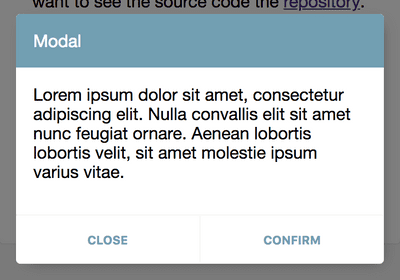 want to see the source code the repository.
Modal
Lorem ipsum dolor sit amet, consectetur
adipiscing elit. Nulla convallis elit sit amet
nunc feugiat ornare. Aenean lobortis
lobortis velit, sit amet molestie ipsum
varius vitae.
CLOSE CONFIRM